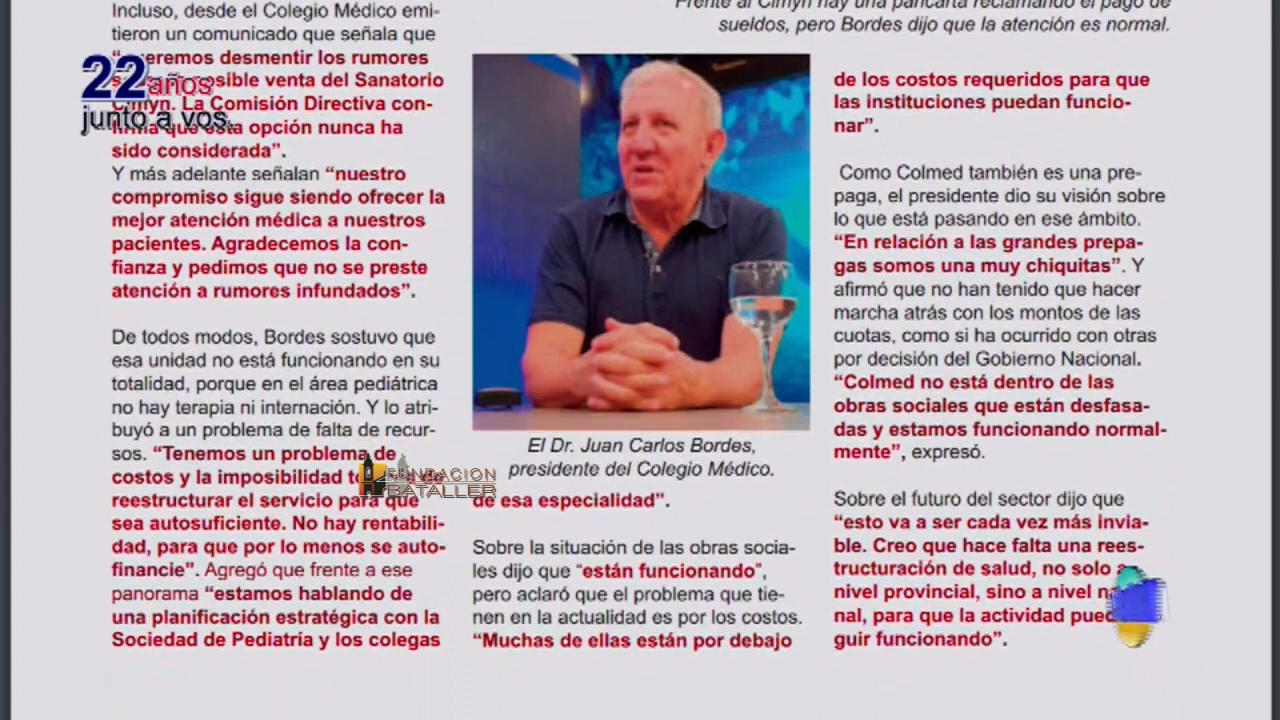 Incluso, desde el Colegio Médico emi-
tieron un comunicado que señala que
queremos desmentir los rumores
posible venta del Sanatorio
Cimyn. La Comisión Directiva con-
firma que esta opción nunca ha
sido considerada”.
Y más adelante señalan “nuestro
compromiso sigue siendo ofrecer la
mejor atención médica a nuestros
pacientes. Agradecemos la con-
fianza y pedimos que no se preste
atención a rumores infundados”.
De todos modos, Bordes sostuvo que
esa unidad no está funcionando en su
totalidad, porque en el área pediátrica
no hay terapia ni internación. Y lo atri-
buyó a un problema de falta de recur-
sos. “Tenemos un problema de
costos y la imposibilidad
reestructurar el servicio para que
sea autosuficiente. No hay rentabili-
dad, para que por lo menos se auto-
financie”. Agregó que frente a ese
panorama “estamos hablando de
una planificación estratégica con la
Sociedad de Pediatría y los colegas
22 años
junto a vos.
Frente al Cimyn hay una pancarta reclamando el pago de
sueldos, pero Bordes dijo que la atención es normal.
El Dr. Juan Carlos Bordes,
presidente del Colegio Médico.
FUNDACION
BATALLER
de esa especialidad”.
Sobre la situación de las obras socia-
les dijo que “están funcionando”,
pero aclaró que el problema que tie-
nen en la actualidad es por los costos.
“Muchas de ellas están por debajo
de los costos requeridos para que
las instituciones puedan funcio-
nar”.
Como Colmed también es una pre-
paga, el presidente dio su visión sobre
lo que está pasando en ese ámbito.
“En relación a las grandes prepa-
gas somos una muy chiquitas”. Y
afirmó que no han tenido que hacer
marcha atrás con los montos de las
cuotas, como si ha ocurrido con otras
por decisión del Gobierno Nacional.
“Colmed no está dentro de las
obras sociales que están desfasa-
das y estamos funcionando normal-
mente”, expresó.
Sobre el futuro del sector dijo que
“esto va a ser cada vez más invia-
ble. Creo que hace falta una rees-
tructuración de salud, no solo a
nivel provincial, sino a nivel
nal, para que la actividad
guir funcionando”.